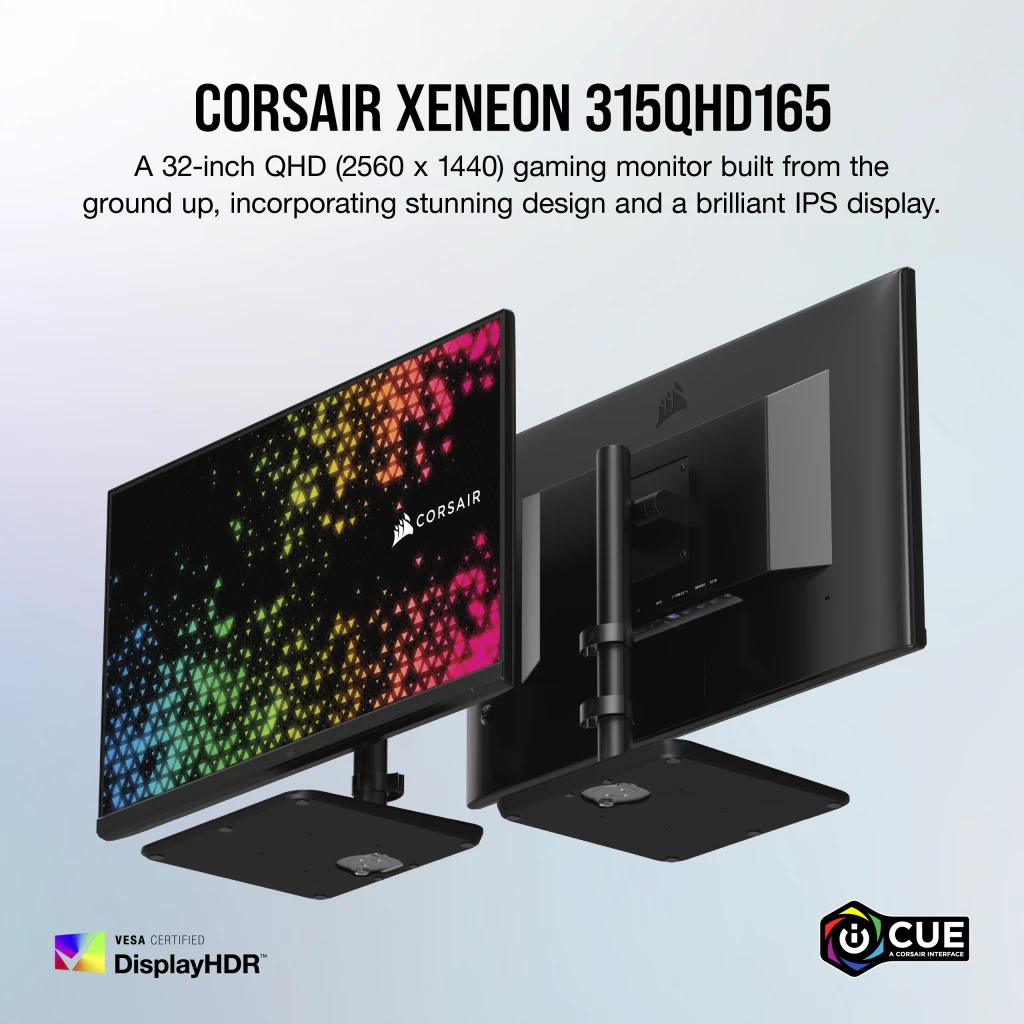 CORSAIR XENEON 315QHD165
A 32-inch QHD (2560 x 1440) gaming monitor built from the
ground up, incorporating stunning design and a brilliant IPS display.
CORSAIR
VESA CERTIFIED
DisplayHDR™
iCUE
A CORSAIR INTERFACE